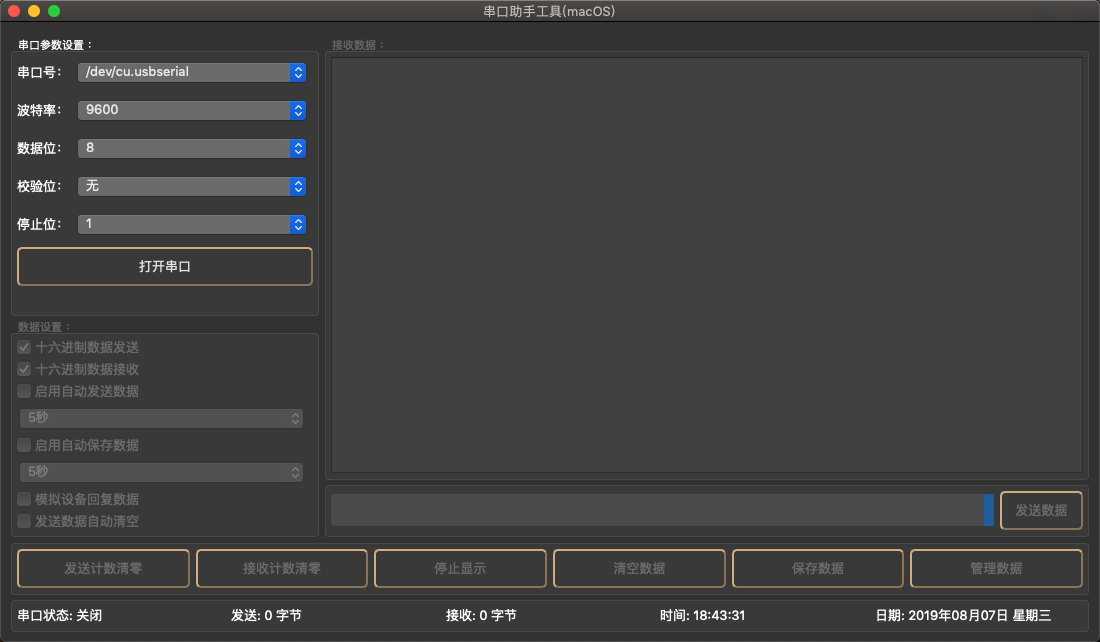 串口助手工具(macOS)
串口参数设置：
串口号： /dev/cu.usbserial
波特率： 9600
数据位： 8
校验位： 无
停止位： 1
打开串口
数据设置：
十六进制数据发送
十六进制数据接收
启用自动发送数据
5秒
启用自动保存数据
5秒
模拟设备回复数据
发送数据自动清空
接收数据：
发送数据
发送计数清零 接收计数清零 停止显示 清空数据 保存数据 管理数据
串口状态: 关闭 发送: 0 字节 接收: 0 字节 时间: 18:43:31 日期: 2019年08月07日 星期三